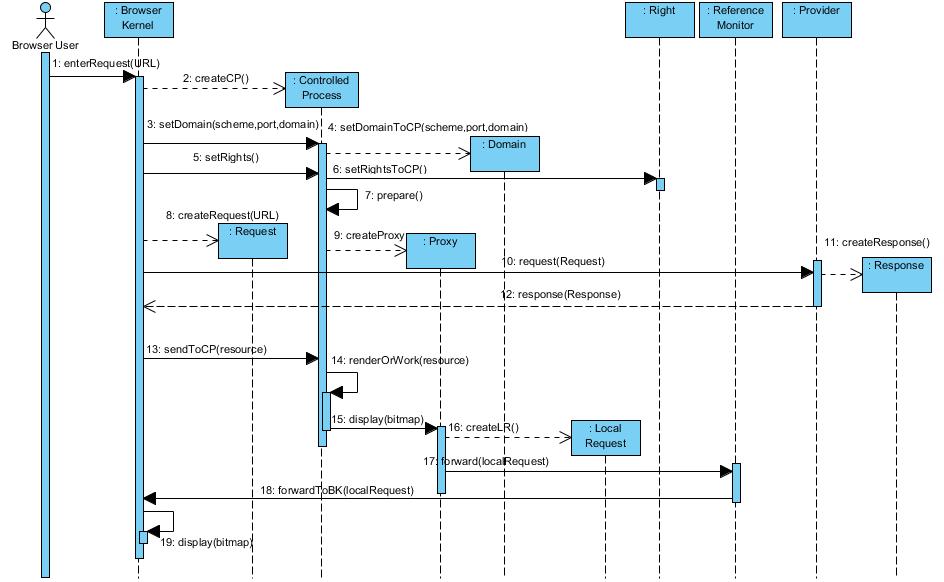 : Browser
Kernel
: Right
: Reference
Monitor
: Provider
Browser User
1: enterRequest(URL)
2: createCP()
: Controlled
Process
3: setDomain(scheme,port,domain)
4: setDomainToCP(scheme,port,domain)
: Domain
5: setRights()
6: setRightsToCP()
7: prepare()
8: createRequest(URL)
: Request
9: createProxy
: Proxy
11: createResponse()
: Response
10: request(Request)
12: response(Response)
13: sendToCP(resource)
14: renderOrWork(resource)
15: display(bitmap)
16: createLR()
: Local
Request
17: forward(localRequest)
18: forwardToBK(localRequest)
19: display(bitmap)